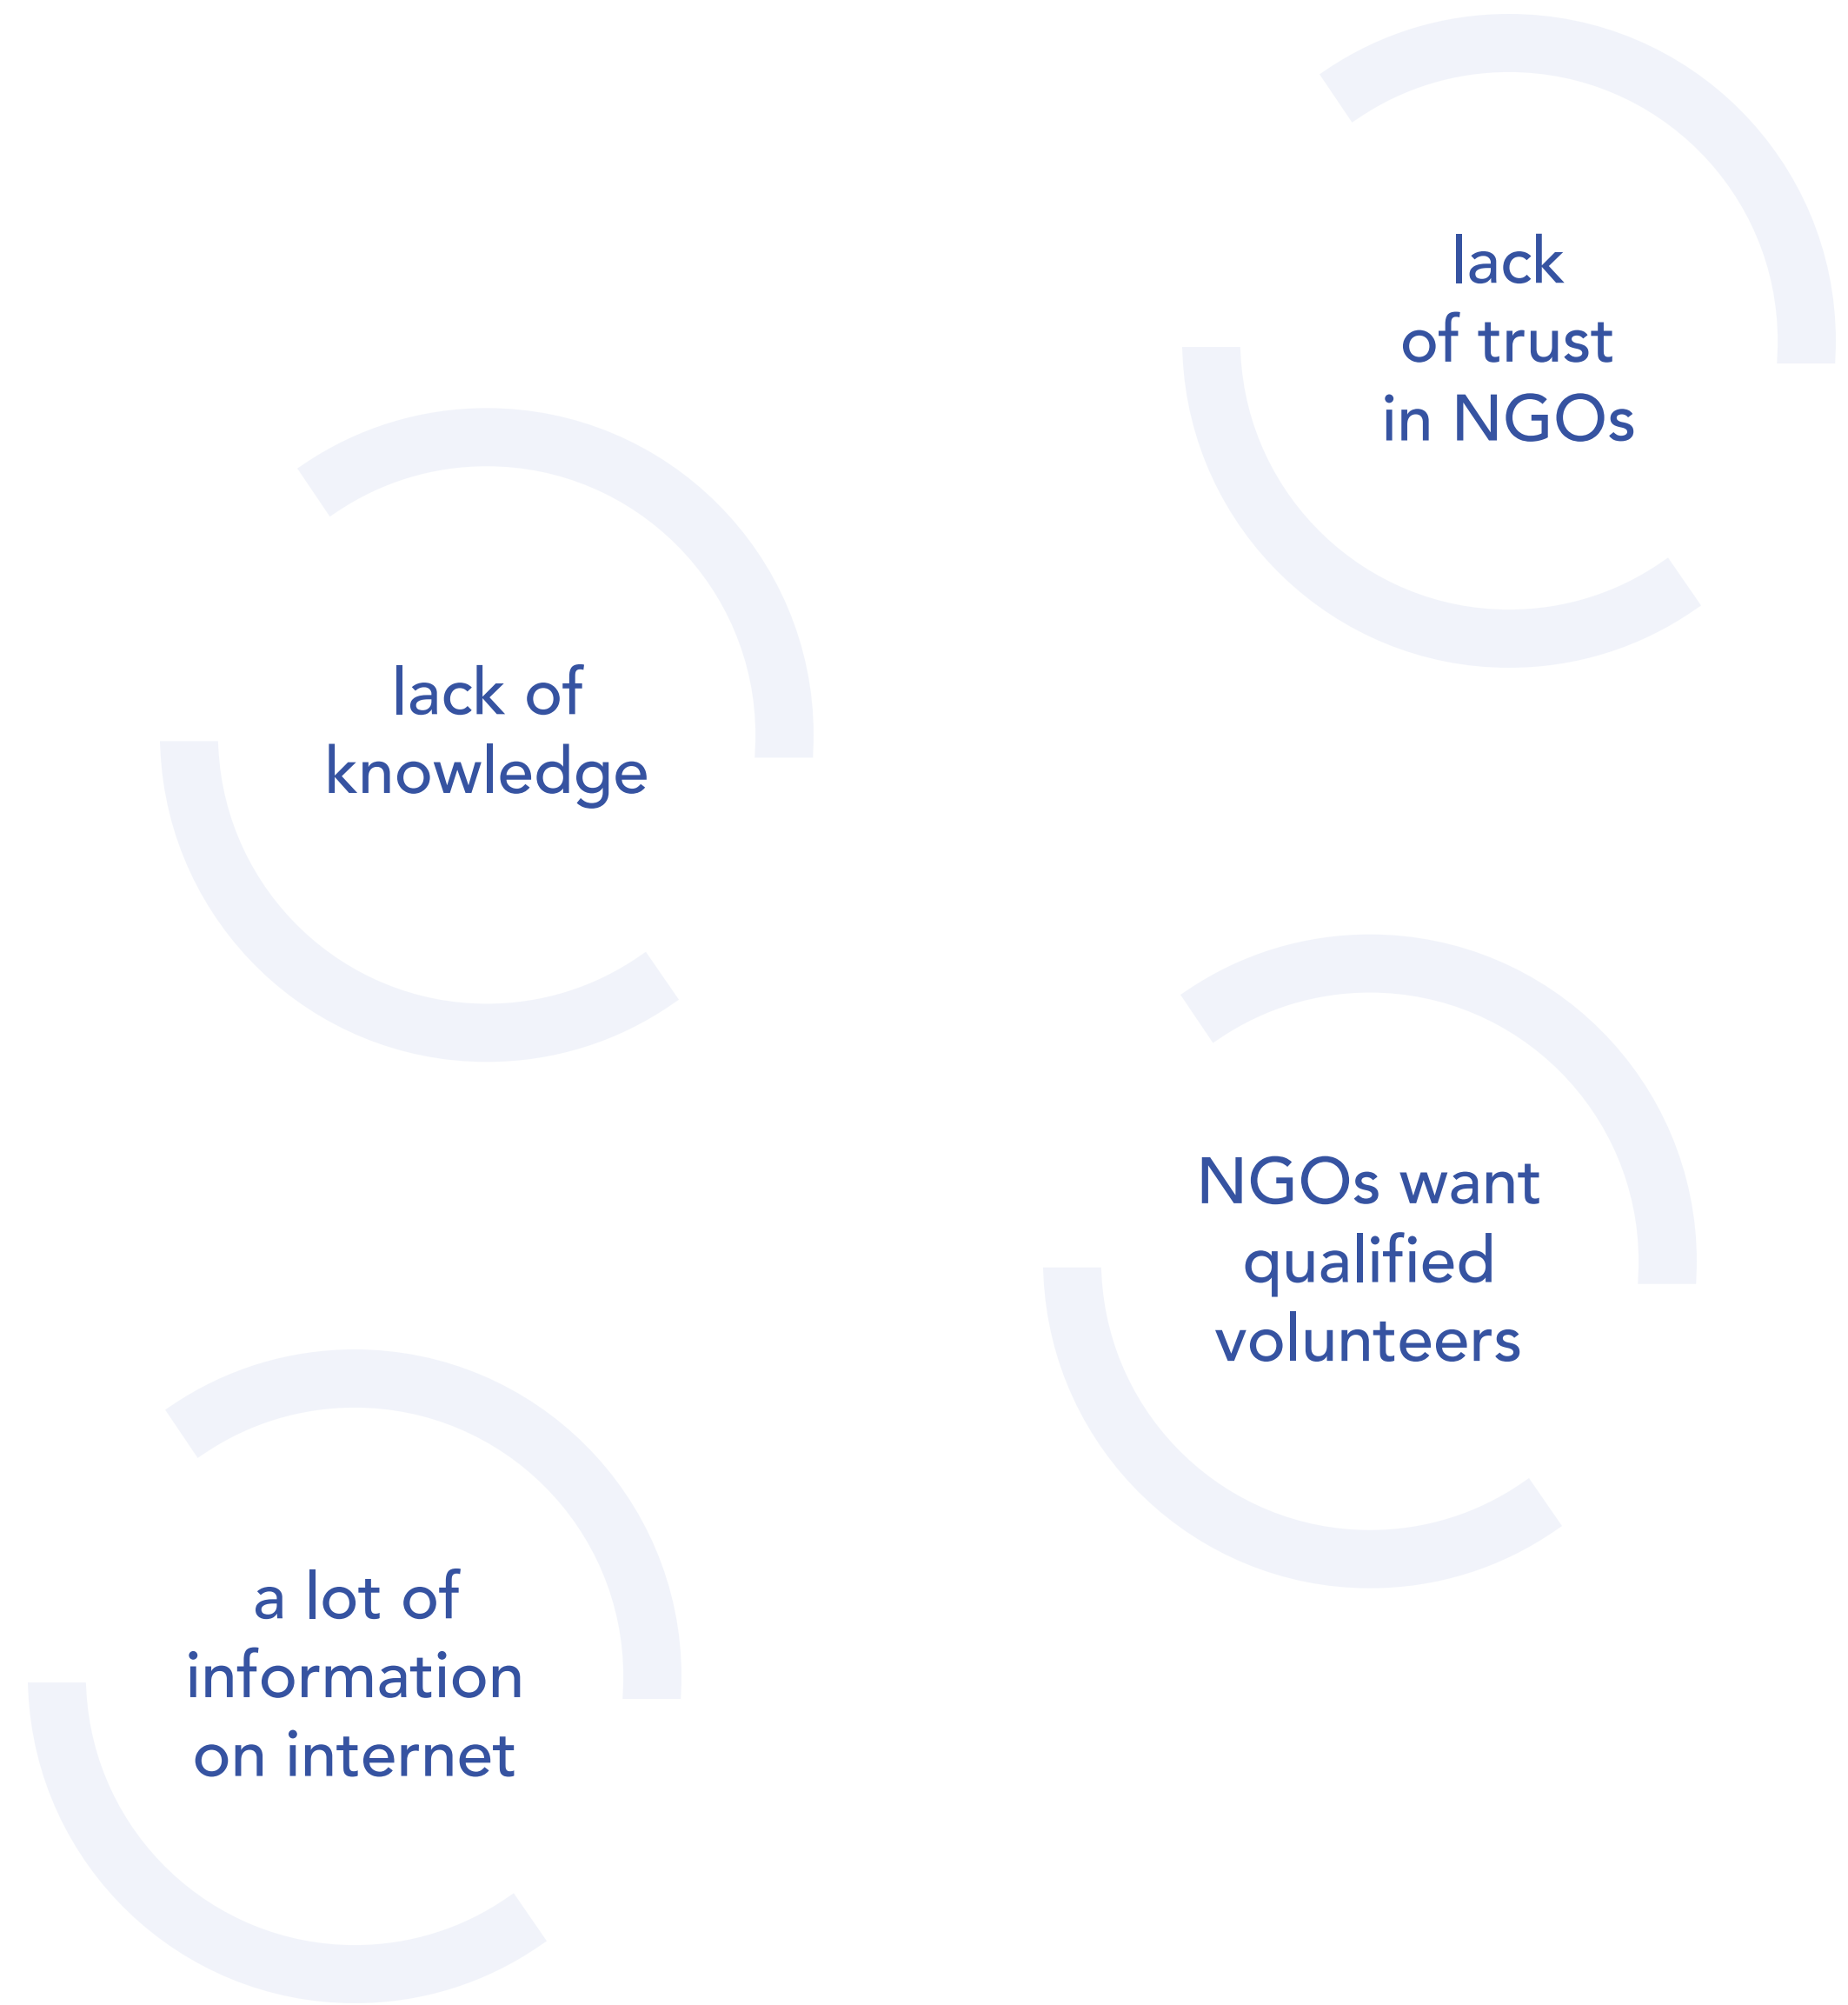 lack
of trust
in NGOs
lack of
knowledge
NGOs want
qualified
volunteers
a lot of
information
on internet